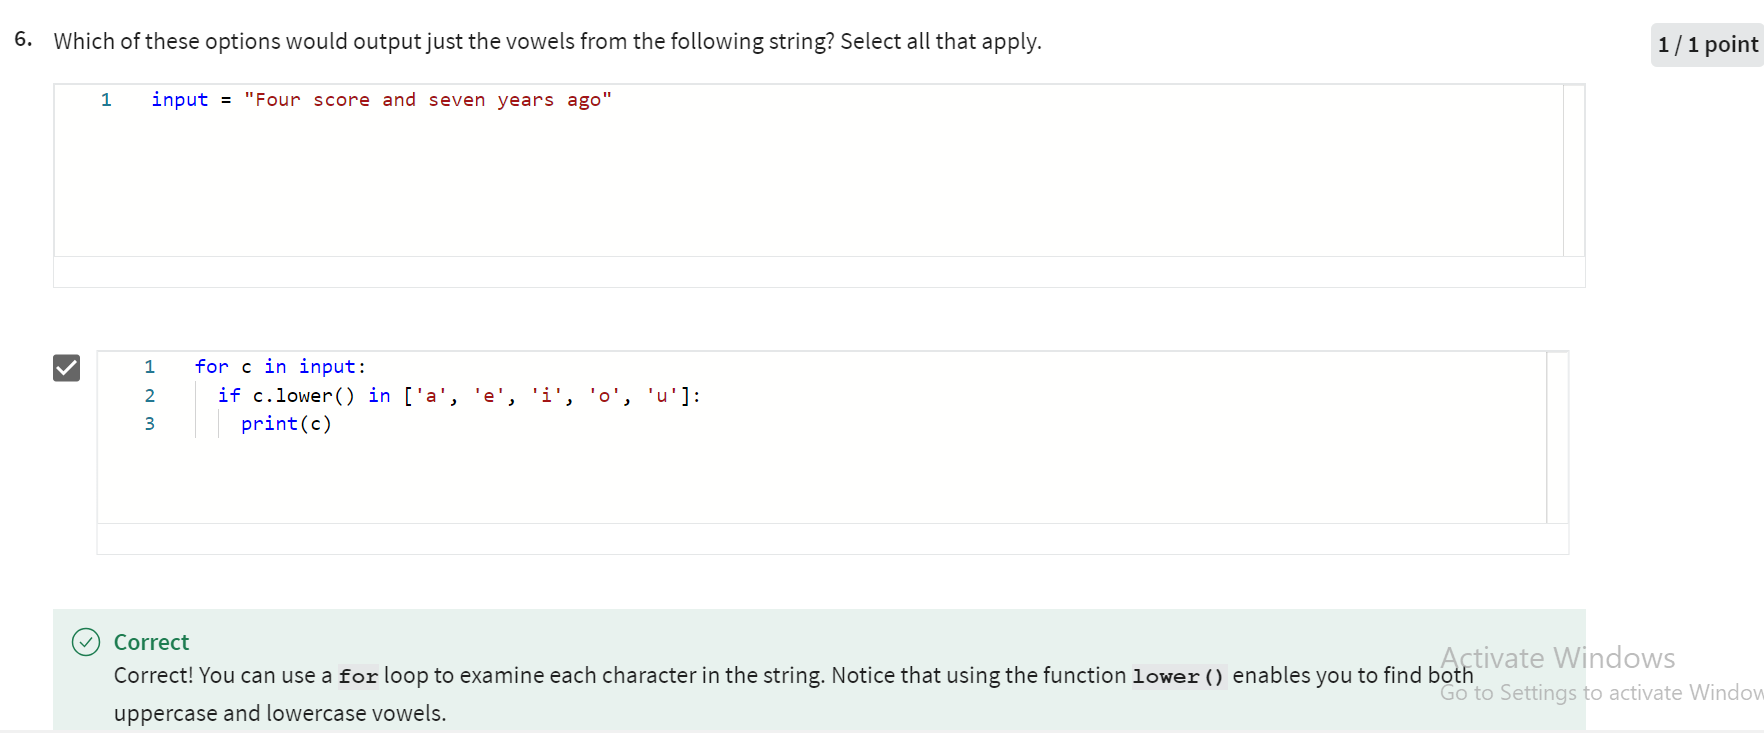 6. Which of these options would output just the vowels from the following string? Select all that apply.
1 / 1 point
1 input = "Four score and seven years ago"
1 for c in input:
2 if c.lower() in ['a', 'e', 'i', 'o', 'u']:
3 print(c)
Correct
Correct! You can use a for loop to examine each character in the string. Notice that using the function lower() enables you to find both
uppercase and lowercase vowels.
Activate Windows
Go to Settings to activate Window